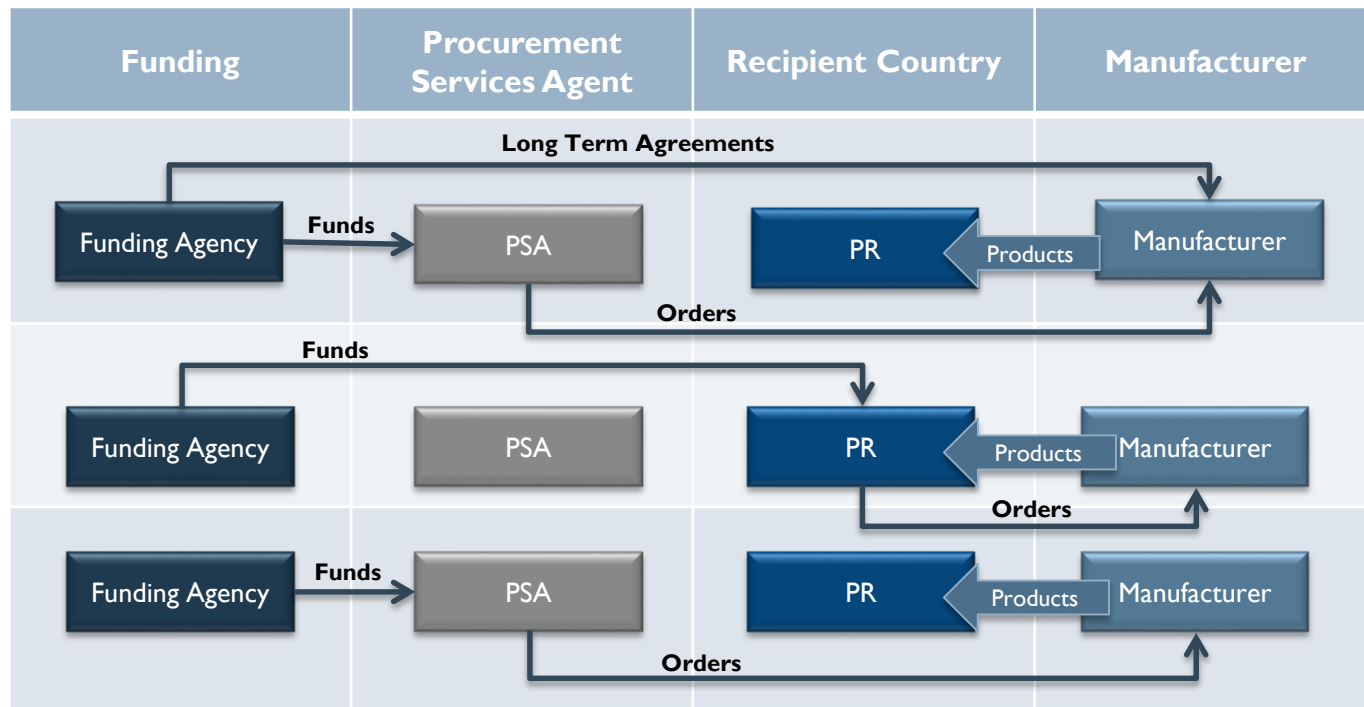 Funding
Procurement
Services Agent
Recipient Country
Manufacturer
Long Term Agreements
Funding Agency
Funds
PSA
PR
Products
Manufacturer
Orders
Funds
Funding Agency
PSA
PR
Products
Manufacturer
Orders
Funding Agency
Funds
PSA
PR
Products
Manufacturer
Orders